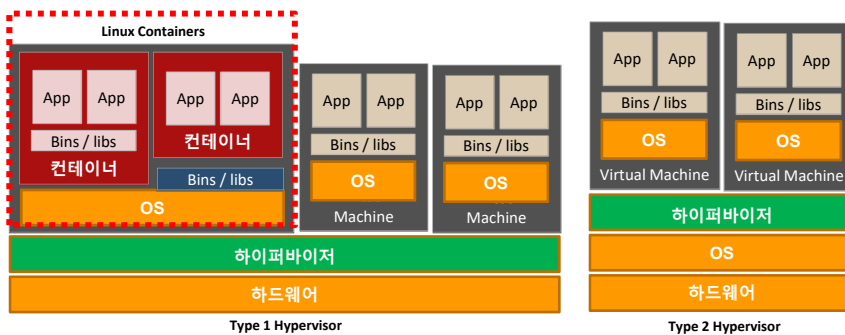 Linux Containers
App App
Bins / libs
컨테이너
App App
컨테이너
Bins / libs
OS
App App
Bins / libs
OS
Machine
App App
Bins / libs
OS
Machine
하이퍼바이저
하드웨어
Type 1 Hypervisor
App App
Bins / libs
OS
Virtual Machine
App App
Bins / libs
OS
Virtual Machine
하이퍼바이저
OS
하드웨어
Type 2 Hypervisor